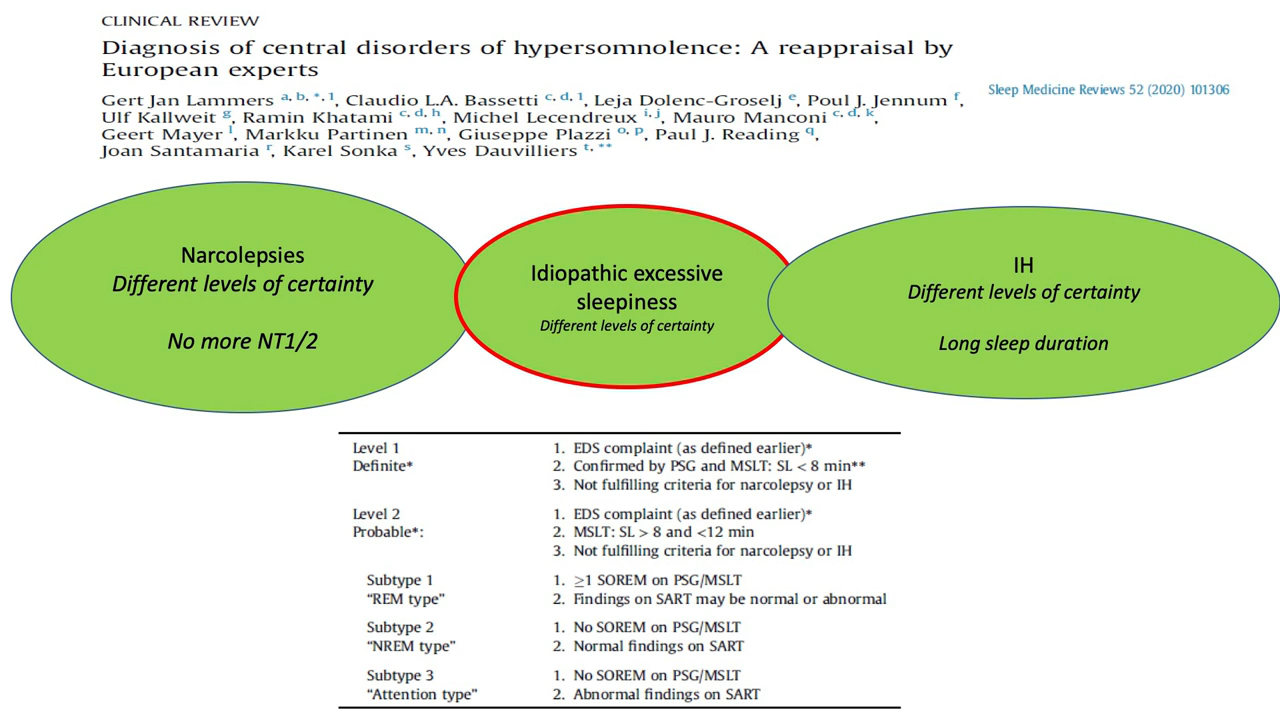 CLINICAL REVIEW
Diagnosis of central disorders of hypersomnolence: A reappraisal by
European experts
Sleep Medicine Reviews 52 (2020) 101306
Gert Jan Lammers a, b, *, 1, Claudio L.A. Bassetti c, d, 1, Leja Dolenc-Groselj e, Poul J. Jennum f,
Ulf Kallweit g, Ramin Khatami c, d, h, Michel Lecendreux i, j, Mauro Manconi c, d, k,
Geert Mayer l, Markku Partinen m, n, Giuseppe Plazzi o, p, Paul J. Reading q,
Joan Santamaria r, Karel Sonka s, Yves Dauvilliers t, **
Narcolepsies
Different levels of certainty
No more NT1/2
Idiopathic excessive
sleepiness
Different levels of certainty
IH
Different levels of certainty
Long sleep duration
Level 1 1. EDS complaint (as defined earlier)*
Definite* 2. Confirmed by PSG and MSLT: SL < 8 min**
3. Not fulfilling criteria for narcolepsy or IH
Level 2 1. EDS complaint (as defined earlier)*
Probable*: 2. MSLT: SL > 8 and <12 min
3. Not fulfilling criteria for narcolepsy or IH
Subtype 1 1. ≥1 SOREM on PSG/MSLT
“REM type” 2. Findings on SART may be normal or abnormal
Subtype 2 1. No SOREM on PSG/MSLT
“NREM type” 2. Normal findings on SART
Subtype 3 1. No SOREM on PSG/MSLT
“Attention type” 2. Abnormal findings on SART